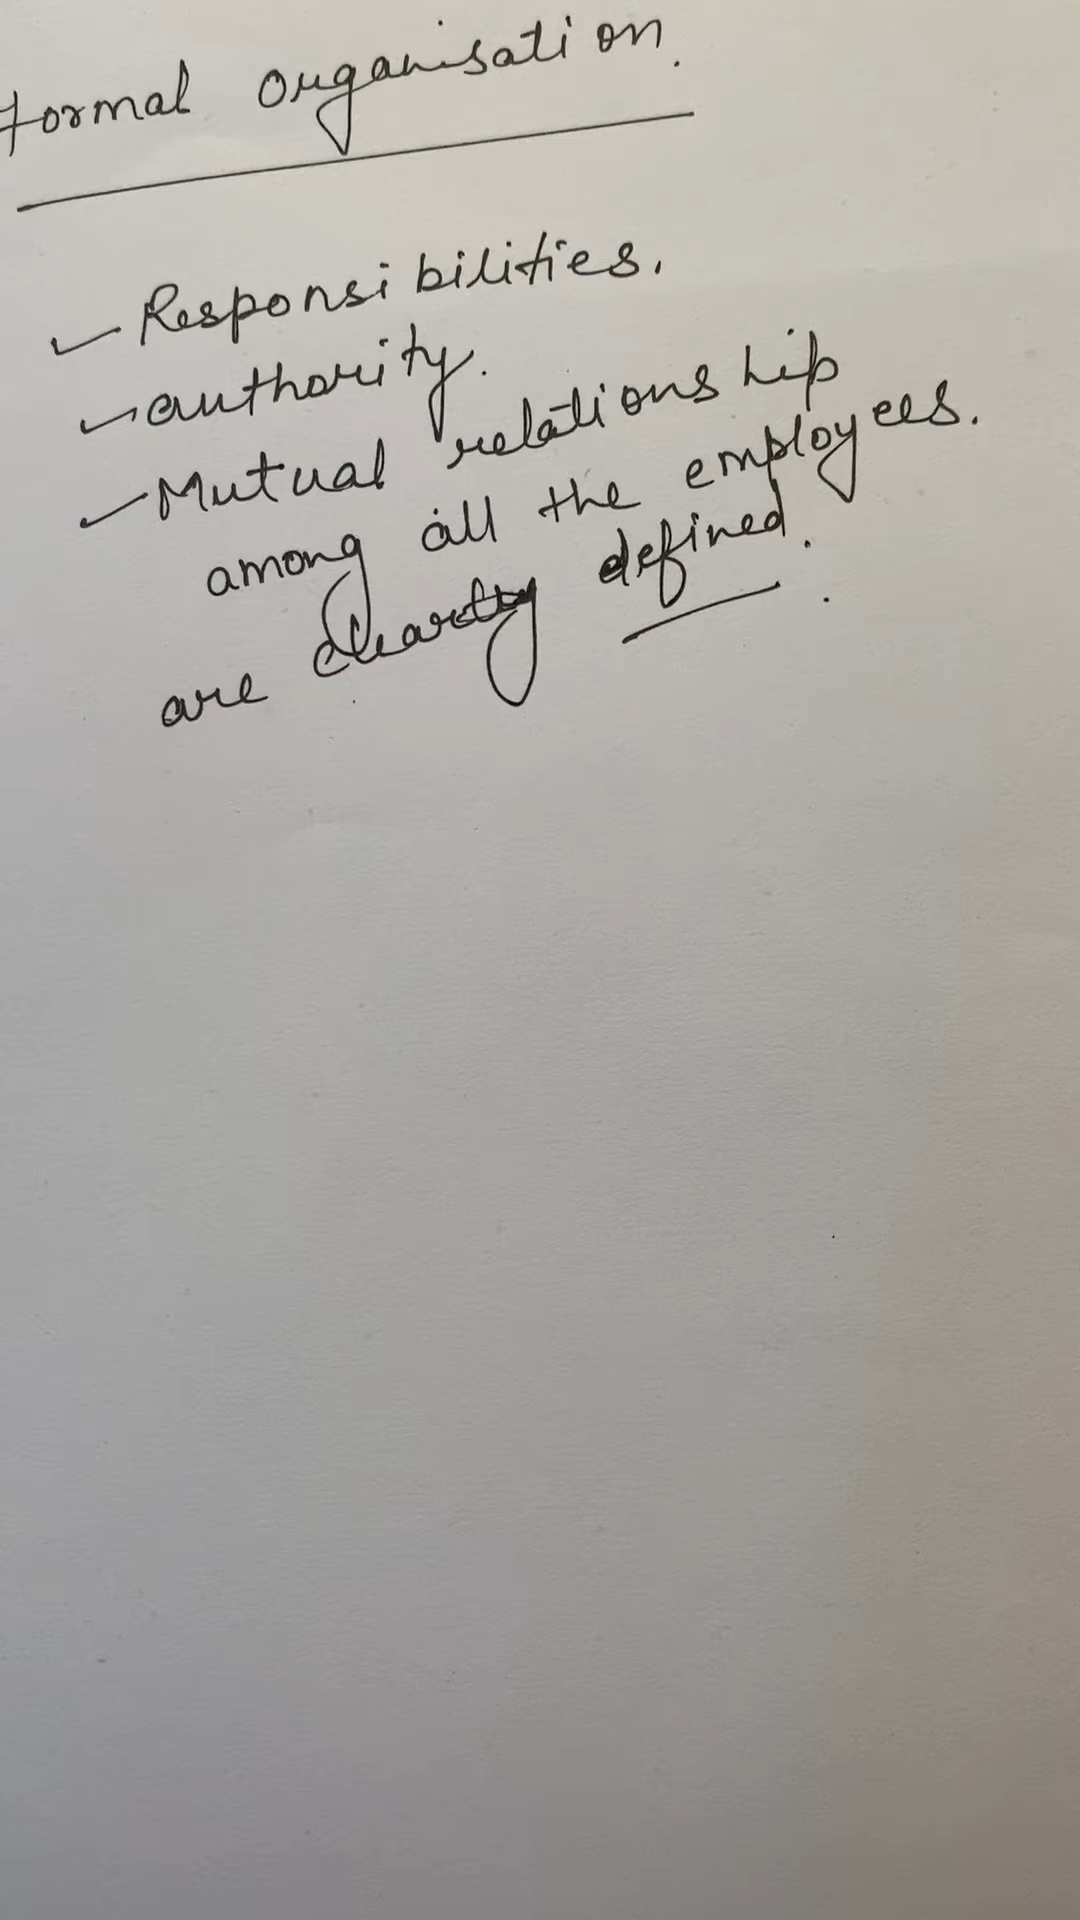 Formal organisation.
Responsibilities.
authority.
Mutual relationship
among all the employees.
are clearly defined.